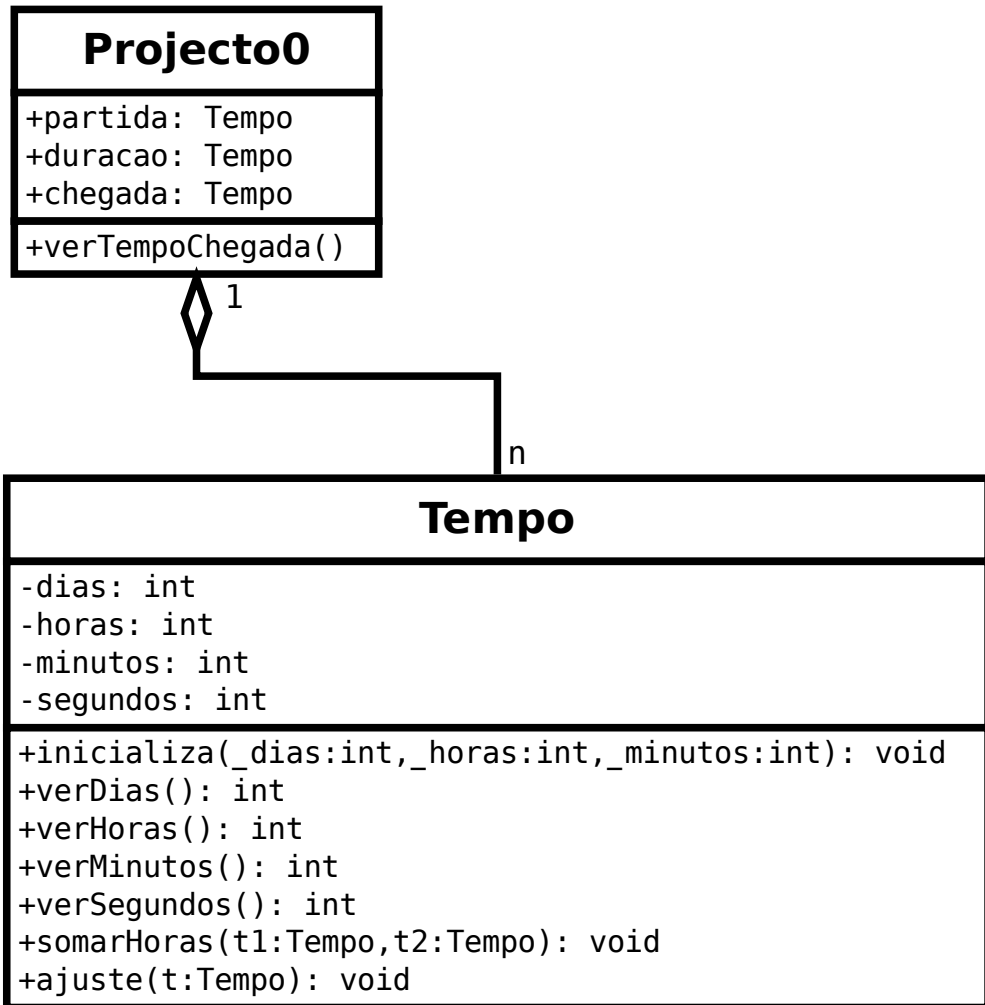 Projecto0
+partida: Tempo
+duracao: Tempo
+chegada: Tempo
+verTempoChegada()
1
n
Tempo
-dias: int
-horas: int
-minutos: int
-segundos: int
+inicializa(_dias:int,_horas:int,_minutos:int): void
+verDias(): int
+verHoras(): int
+verMinutos(): int
+verSegundos(): int
+somarHoras(t1:Tempo,t2:Tempo): void
+ajuste(t:Tempo): void